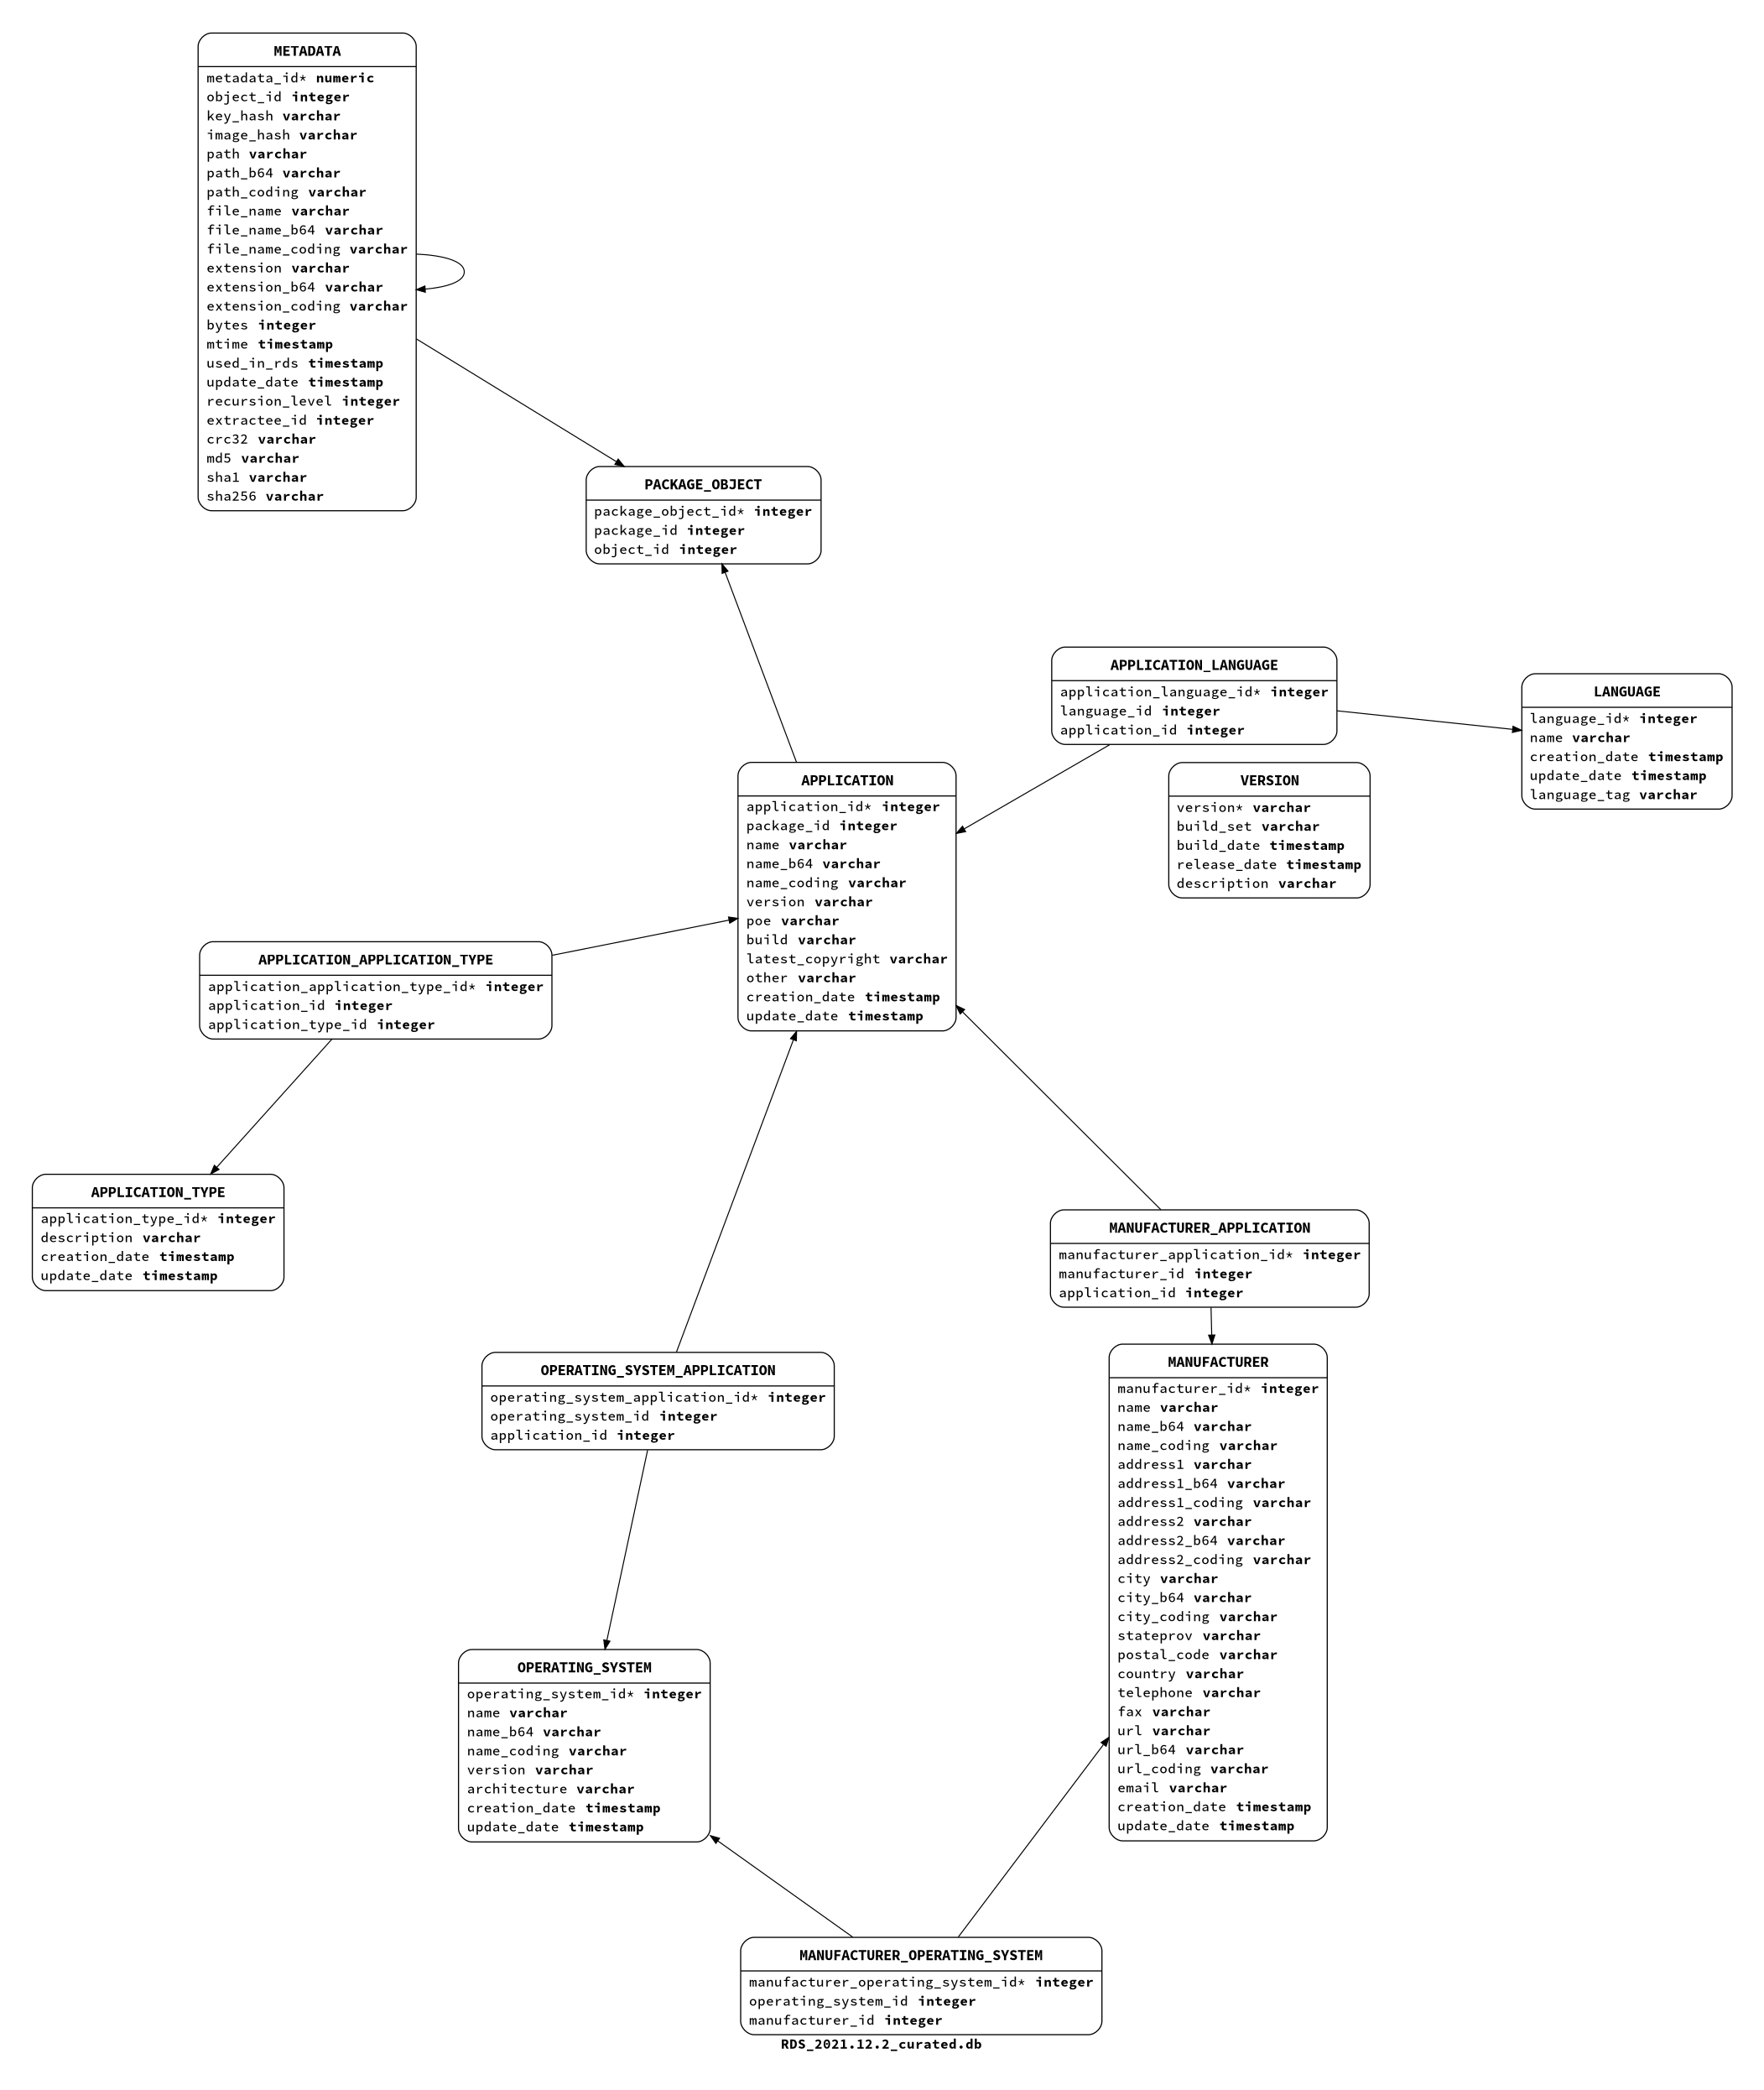 METADATA
metadata_id* numeric
object_id integer
key_hash varchar
image_hash varchar
path varchar
path_b64 varchar
path_coding varchar
file_name varchar
file_name_b64 varchar
file_name_coding varchar
extension varchar
extension_b64 varchar
extension_coding varchar
bytes integer
mtime timestamp
used_in_rds timestamp
update_date timestamp
recursion_level integer
extractee_id integer
crc32 varchar
md5 varchar
sha1 varchar
sha256 varchar
PACKAGE_OBJECT
package_object_id* integer
package_id integer
object_id integer
APPLICATION_LANGUAGE
application_language_id* integer
language_id integer
application_id integer
LANGUAGE
language_id* integer
name varchar
creation_date timestamp
update_date timestamp
language_tag varchar
APPLICATION
application_id* integer
package_id integer
name varchar
name_b64 varchar
name_coding varchar
version varchar
poe varchar
build varchar
latest_copyright varchar
other varchar
creation_date timestamp
update_date timestamp
VERSION
version* varchar
build_set varchar
build_date timestamp
release_date timestamp
description varchar
APPLICATION_APPLICATION_TYPE
application_application_type_id* integer
application_id integer
application_type_id integer
APPLICATION_TYPE
application_type_id* integer
description varchar
creation_date timestamp
update_date timestamp
MANUFACTURER_APPLICATION
manufacturer_application_id* integer
manufacturer_id integer
application_id integer
OPERATING_SYSTEM_APPLICATION
operating_system_application_id* integer
operating_system_id integer
application_id integer
MANUFACTURER
manufacturer_id* integer
name varchar
name_b64 varchar
name_coding varchar
address1 varchar
address1_b64 varchar
address1_coding varchar
address2 varchar
address2_b64 varchar
address2_coding varchar
city varchar
city_b64 varchar
city_coding varchar
stateprov varchar
postal_code varchar
country varchar
telephone varchar
fax varchar
url varchar
url_b64 varchar
url_coding varchar
email varchar
creation_date timestamp
update_date timestamp
OPERATING_SYSTEM
operating_system_id* integer
name varchar
name_b64 varchar
name_coding varchar
version varchar
architecture varchar
creation_date timestamp
update_date timestamp
MANUFACTURER_OPERATING_SYSTEM
manufacturer_operating_system_id* integer
operating_system_id integer
manufacturer_id integer
RDS_2021.12.2_curated.db